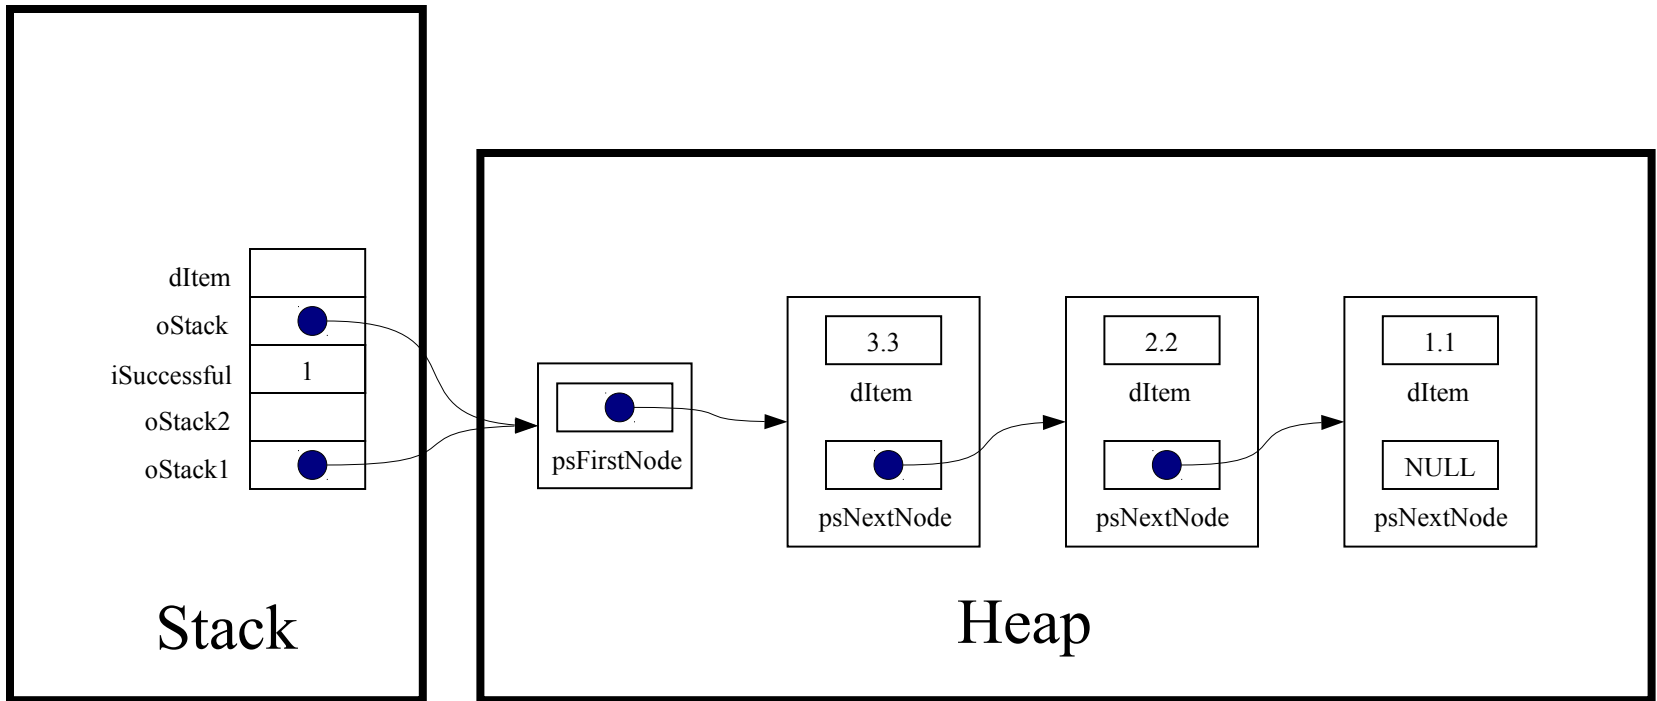 dItem
oStack
iSuccessful 1
oStack2
oStack1
Stack
psFirstNode
3.3
dItem
psNextNode
2.2
dItem
psNextNode
1.1
dItem
NULL
psNextNode
Heap